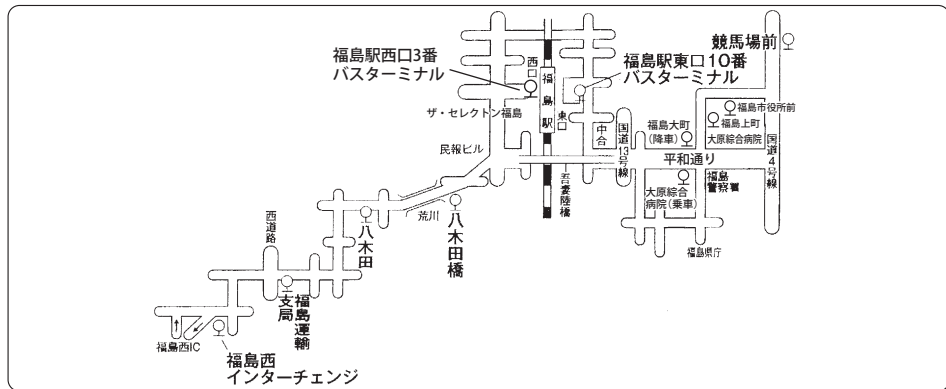 福島駅西口3番
バスターミナル
西口
福島駅
東口
福島駅東口10番
バスターミナル
競馬場前
ザ・セレクトン福島
中合
国道13号線
福島大町
(降車)
福島市役所前
福島上町
大原綜合病院
国道4号線
民報ビル
平和通り
吾妻陸橋
大原綜合
病院(乗車)
福島
警察署
福島県庁
西道路
八木田
荒川
八木田橋
福島運輸
支局
福島西IC
福島西
インターチェンジ